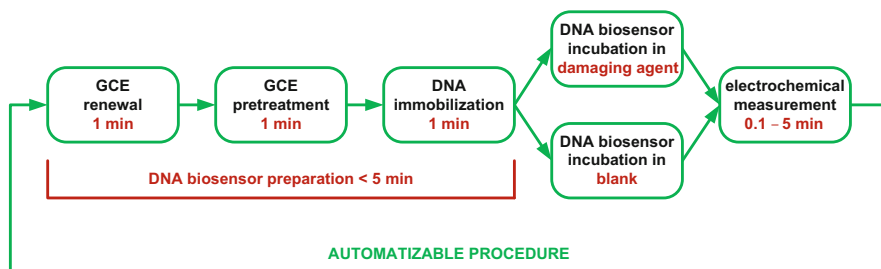 GCE
renewal
1 min
GCE
pretreatment
1 min
DNA
immobilization
1 min
DNA biosensor
incubation in
damaging agent
DNA biosensor
incubation in
blank
electrochemical
measurement
0.1 – 5 min
DNA biosensor preparation < 5 min
AUTOMATIZABLE PROCEDURE